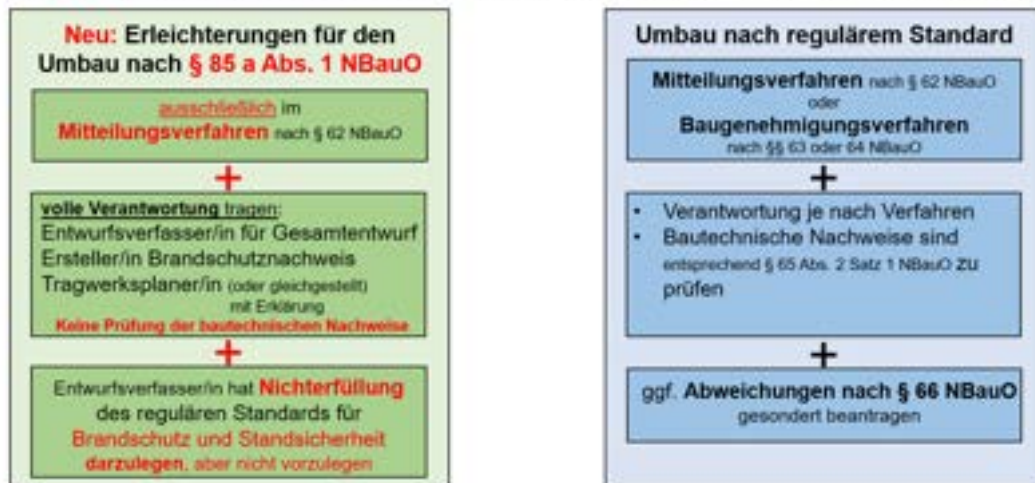 Neu: Erleichterungen für den
Umbau nach § 85 a Abs. 1 NBauO
ausschließlich im
Mitteilungsverfahren nach § 62 NBauO
+
volle Verantwortung tragen:
Entwurfsverfasser/in für Gesamtentwurf
Ersteller/in Brandschutznachweis
Tragwerksplaner/in (oder gleichgestellt)
mit Erklärung
Keine Prüfung der bautechnischen Nachweise
+
Entwurfsverfasser/in hat Nichterfüllung
des regulären Standards für
Brandschutz und Standsicherheit
darzulegen, aber nicht vorzulegen
Umbau nach regulärem Standard
Mitteilungsverfahren nach § 62 NBauO
oder
Baugenehmigungsverfahren
nach §§ 63 oder 64 NBauO
+
• Verantwortung je nach Verfahren
• Bautechnische Nachweise sind
entsprechend § 65 Abs. 2 Satz 1 NBauO zu
prüfen
+
ggf. Abweichungen nach § 66 NBauO
gesondert beantragen